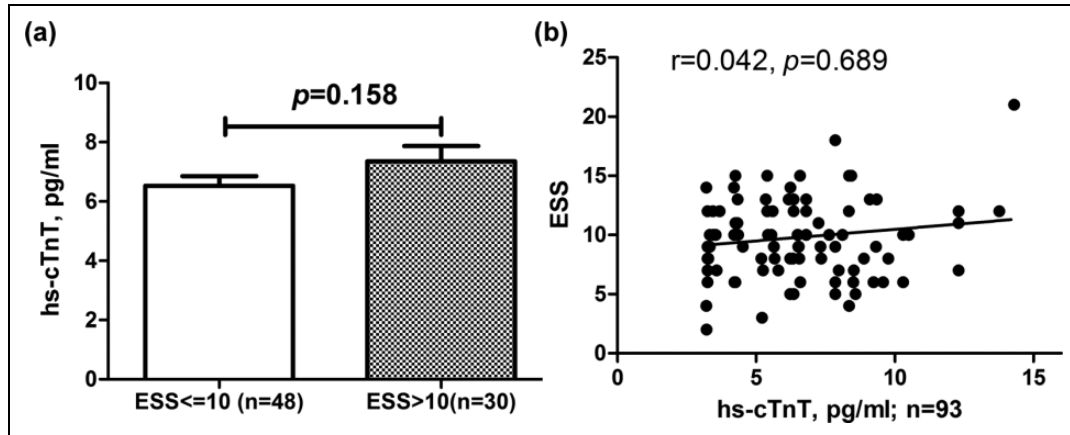 (a)
p=0.158
hs-cTnT, pg/ml
10
8
6
4
2
0
ESS<=10 (n=48)
ESS>10(n=30)
(b)
r=0.042, p=0.689
ESS
25
20
15
10
5
0
0
5
10
15
hs-cTnT, pg/ml; n=93